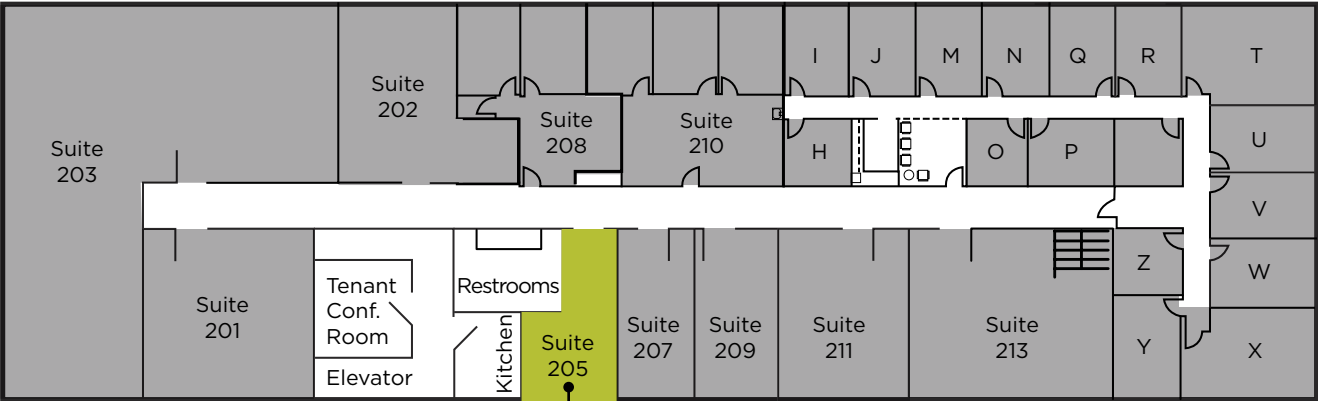 I
J
M
N
Q
R
T
Suite
202
Suite
208
Suite
210
Suite
203
H
O
P
U
V
W
Z
Tenant
Conf.
Room
Restrooms
Suite
201
Elevator
Kitchen
Suite
205
Suite
207
Suite
209
Suite
211
Suite
213
Y
X